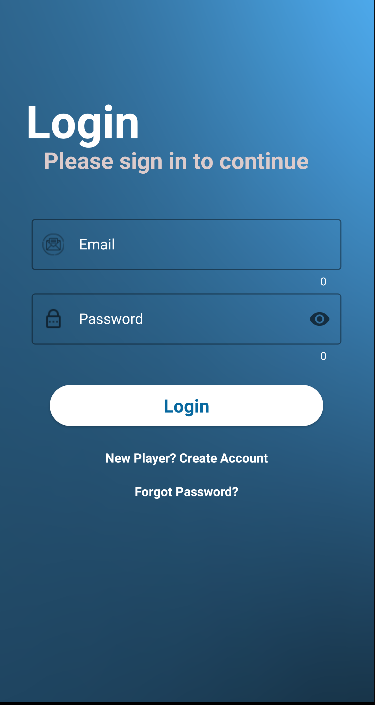 Login
Please sign in to continue
Email
0
Password
0
Login
New Player? Create Account
Forgot Password?